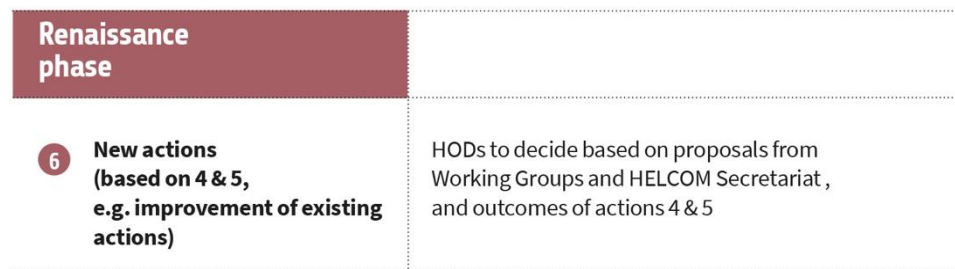 Renaissance
phase
6
New actions
(based on 4 & 5,
e.g. improvement of existing
actions)
HODs to decide based on proposals from
Working Groups and HELCOM Secretariat ,
and outcomes of actions 4 & 5